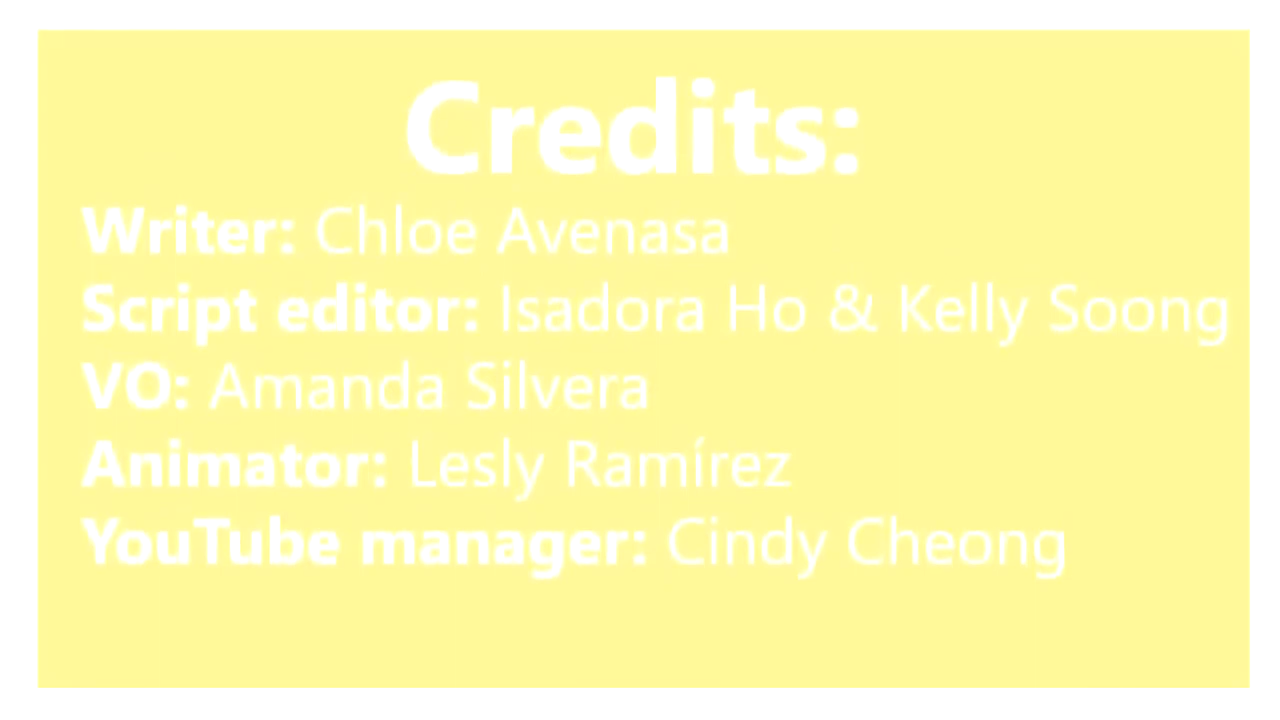 Credits:
Writer: Chloe Avenasa
Script editor: Isadora Ho & Kelly Soong
VO: Amanda Silvera
Animator: Lesly Ramírez
YouTube manager: Cindy Cheong